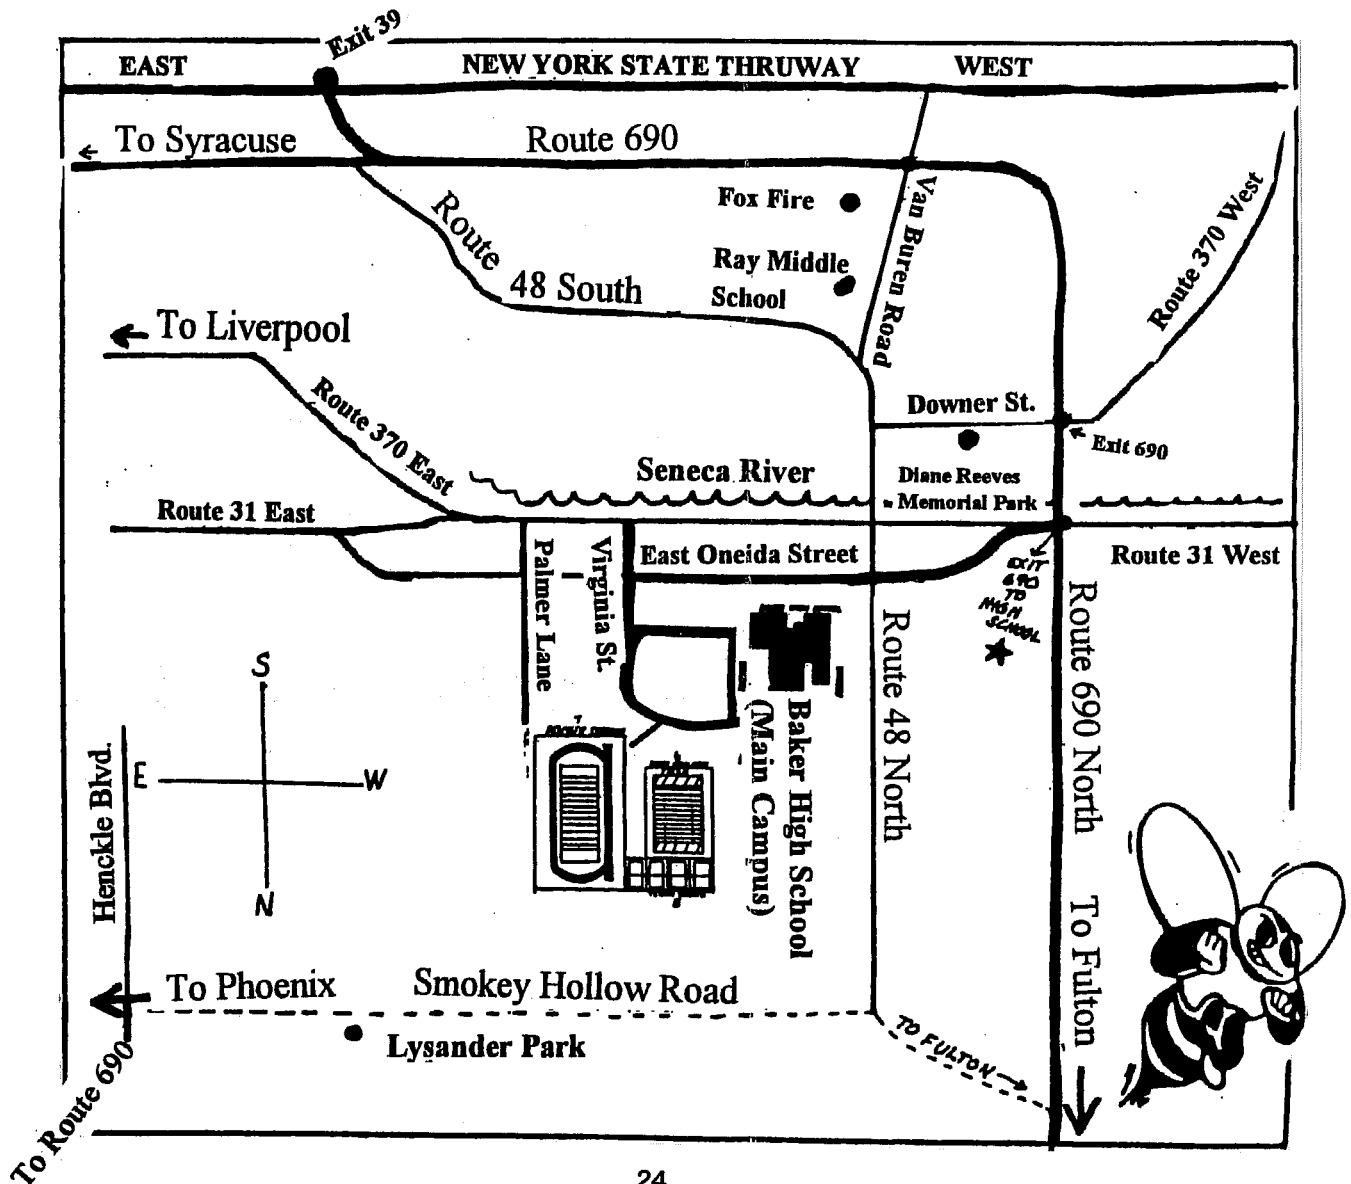 Exit 39
EAST
NEW YORK STATE THRUWAY
WEST
To Syracuse
Route 690
Fox Fire
Van Buren Road
Route 370 West
Route
48 South
Ray Middle
School
To Liverpool
Route 370 East
Downer St.
Exit 690
Seneca River
Diane Reeves
Memorial Park
Route 31 East
East Oneida Street
Route 31 West
Palmer Lane
Virginia St.
EXIT
690
TO
HIGH
SCHOOL
Route 48 North
Route 690 North
S
E
W
N
Baker High School
(Main Campus)
Henckle Blvd.
To Fulton
To Phoenix
Smokey Hollow Road
Lysander Park
TO FULTON
To Route 690
24